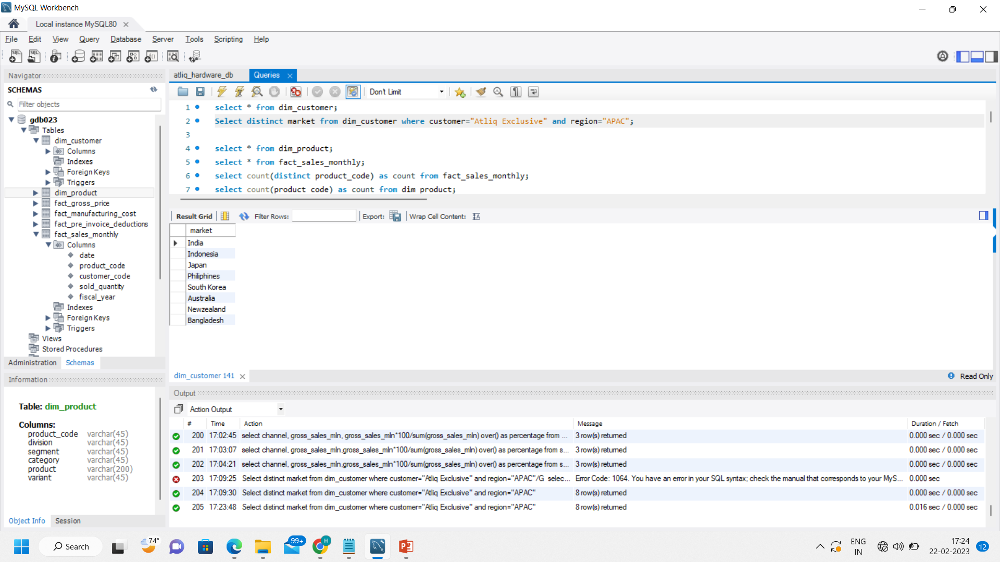 MySQL Workbench
Local instance MySQL80
File Edit View Query Database Server Tools Scripting Help
Navigator
SCHEMAS
Filter objects
gdb023
Tables
dim_customer
Columns
Indexes
Foreign Keys
Triggers
dim_product
fact_gross_price
fact_manufacturing_cost
fact_pre_invoice_deductions
fact_sales_monthly
Columns
date
product_code
customer_code
sold_quantity
fiscal_year
Indexes
Foreign Keys
Triggers
Views
Stored Procedures
Administration Schemas
Information
Table: dim_product
Columns:
product_code varchar(45)
division varchar(45)
segment varchar(45)
category varchar(45)
product varchar(200)
variant varchar(45)
Object Info Session
atliq_hardware_db Queries
Don't Limit
1 select * from dim_customer;
2 Select distinct market from dim_customer where customer="Atliq Exclusive" and region="APAC";
3
4 select * from dim_product;
5 select * from fact_sales_monthly;
6 select count(distinct product_code) as count from fact_sales_monthly;
7 select count(product_code) as count from dim_product;
Result Grid Filter Rows: Export: Wrap Cell Content:
market
India
Indonesia
Japan
Philiphines
South Korea
Australia
Newzealand
Bangladesh
dim_customer 141 Read Only
Output
Action Output
# Time Action Message Duration / Fetch
200 17:02:45 select channel, gross_sales_mln, gross_sales_mln*100/sum(gross_sales_mln) over() as percentage from ... 3 row(s) returned 0.000 sec / 0.000 sec
201 17:03:07 select channel, gross_sales_mln,gross_sales_mln*100/sum(gross_sales_mln) over() as percentage from s... 3 row(s) returned 0.000 sec / 0.000 sec
202 17:04:21 select channel, gross_sales_mln,gross_sales_mln*100/sum(gross_sales_mln) over() as percentage from s... 3 row(s) returned 0.000 sec / 0.000 sec
203 17:09:25 Select distinct market from dim_customer where customer="Atliq Exclusive" and region="APAC"/G selec... Error Code: 1064. You have an error in your SQL syntax; check the manual that corresponds to your MyS... 0.000 sec
204 17:09:30 Select distinct market from dim_customer where customer="Atliq Exclusive" and region="APAC" 8 row(s) returned 0.000 sec / 0.000 sec
205 17:23:48 Select distinct market from dim_customer where customer="Atliq Exclusive" and region="APAC" 8 row(s) returned 0.016 sec / 0.000 sec
Search 74° 99+ H ENG 17:24
IN 22-02-2023 12